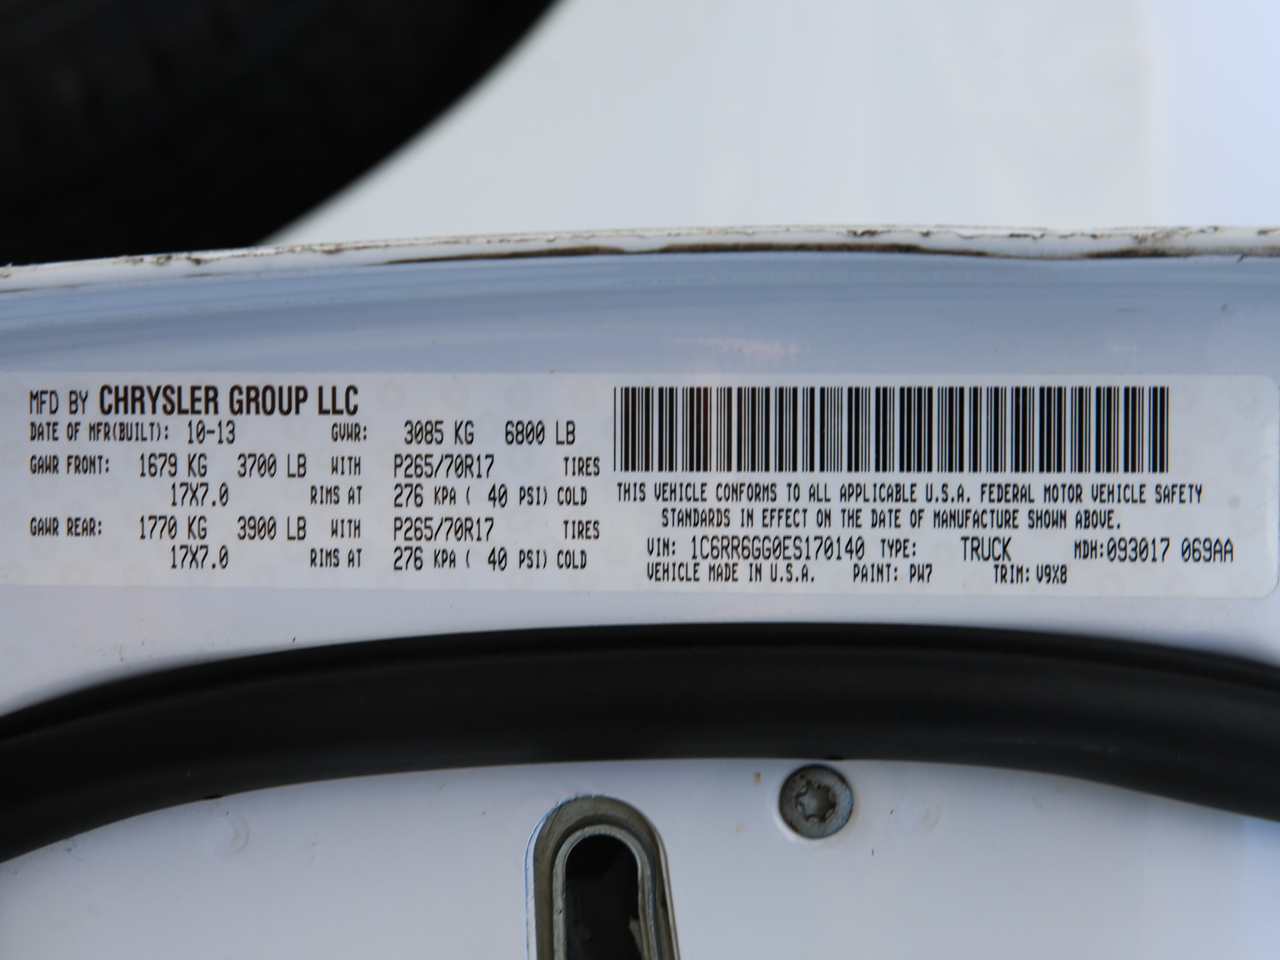 MFD BY CHRYSLER GROUP LLC
DATE OF MFR(BUILT): 10-13 GVWR: 3085 KG 6800 LB
GAWR FRONT: 1679 KG 3700 LB WITH P265/70R17 TIRES
17X7.0 RIMS AT 276 KPA ( 40 PSI) COLD
GAWR REAR: 1770 KG 3900 LB WITH P265/70R17 TIRES
17X7.0 RIMS AT 276 KPA ( 40 PSI) COLD
THIS VEHICLE CONFORMS TO ALL APPLICABLE U.S.A. FEDERAL MOTOR VEHICLE SAFETY
STANDARDS IN EFFECT ON THE DATE OF MANUFACTURE SHOWN ABOVE.
VIN: 1C6RR6GG0ES170140 TYPE: TRUCK MDH:093017 069AA
VEHICLE MADE IN U.S.A. PAINT: PW7 TRIM: V9X8